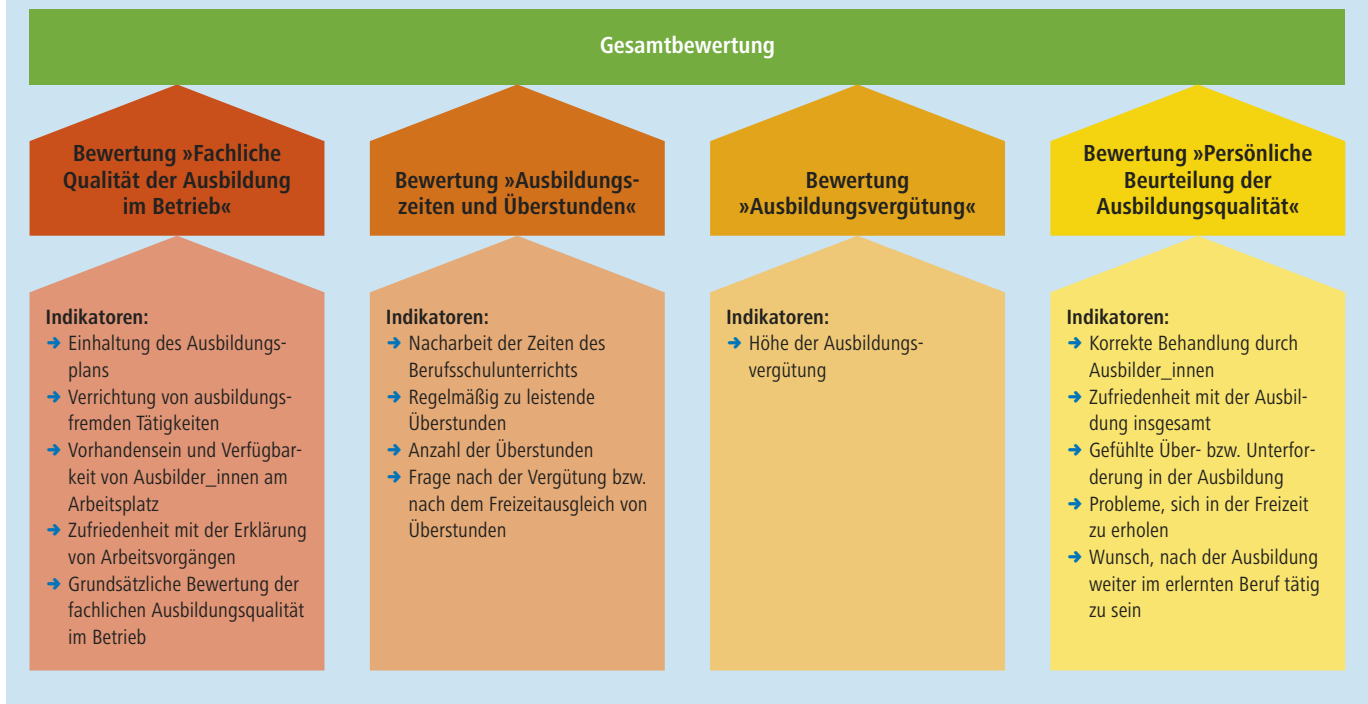 Gesamtbewertung
Bewertung »Fachliche
Qualität der Ausbildung
im Betrieb«
Indikatoren:
➔ Einhaltung des Ausbildungs-
plans
➔ Verrichtung von ausbildungs-
fremden Tätigkeiten
➔ Vorhandensein und Verfügbar-
keit von Ausbilder_innen am
Arbeitsplatz
➔ Zufriedenheit mit der Erklärung
von Arbeitsvorgängen
➔ Grundsätzliche Bewertung der
fachlichen Ausbildungsqualität
im Betrieb
Bewertung »Ausbildungs-
zeiten und Überstunden«
Indikatoren:
➔ Nacharbeit der Zeiten des
Berufsschulunterrichts
➔ Regelmäßig zu leistende
Überstunden
➔ Anzahl der Überstunden
➔ Frage nach der Vergütung bzw.
nach dem Freizeitausgleich von
Überstunden
Bewertung
»Ausbildungsvergütung«
Indikatoren:
➔ Höhe der Ausbildungs-
vergütung
Bewertung »Persönliche
Beurteilung der
Ausbildungsqualität«
Indikatoren:
➔ Korrekte Behandlung durch
Ausbilder_innen
➔ Zufriedenheit mit der Ausbil-
dung insgesamt
➔ Gefühlte Über- bzw. Unterfor-
derung in der Ausbildung
➔ Probleme, sich in der Freizeit
zu erholen
➔ Wunsch, nach der Ausbildung
weiter im erlernten Beruf tätig
zu sein